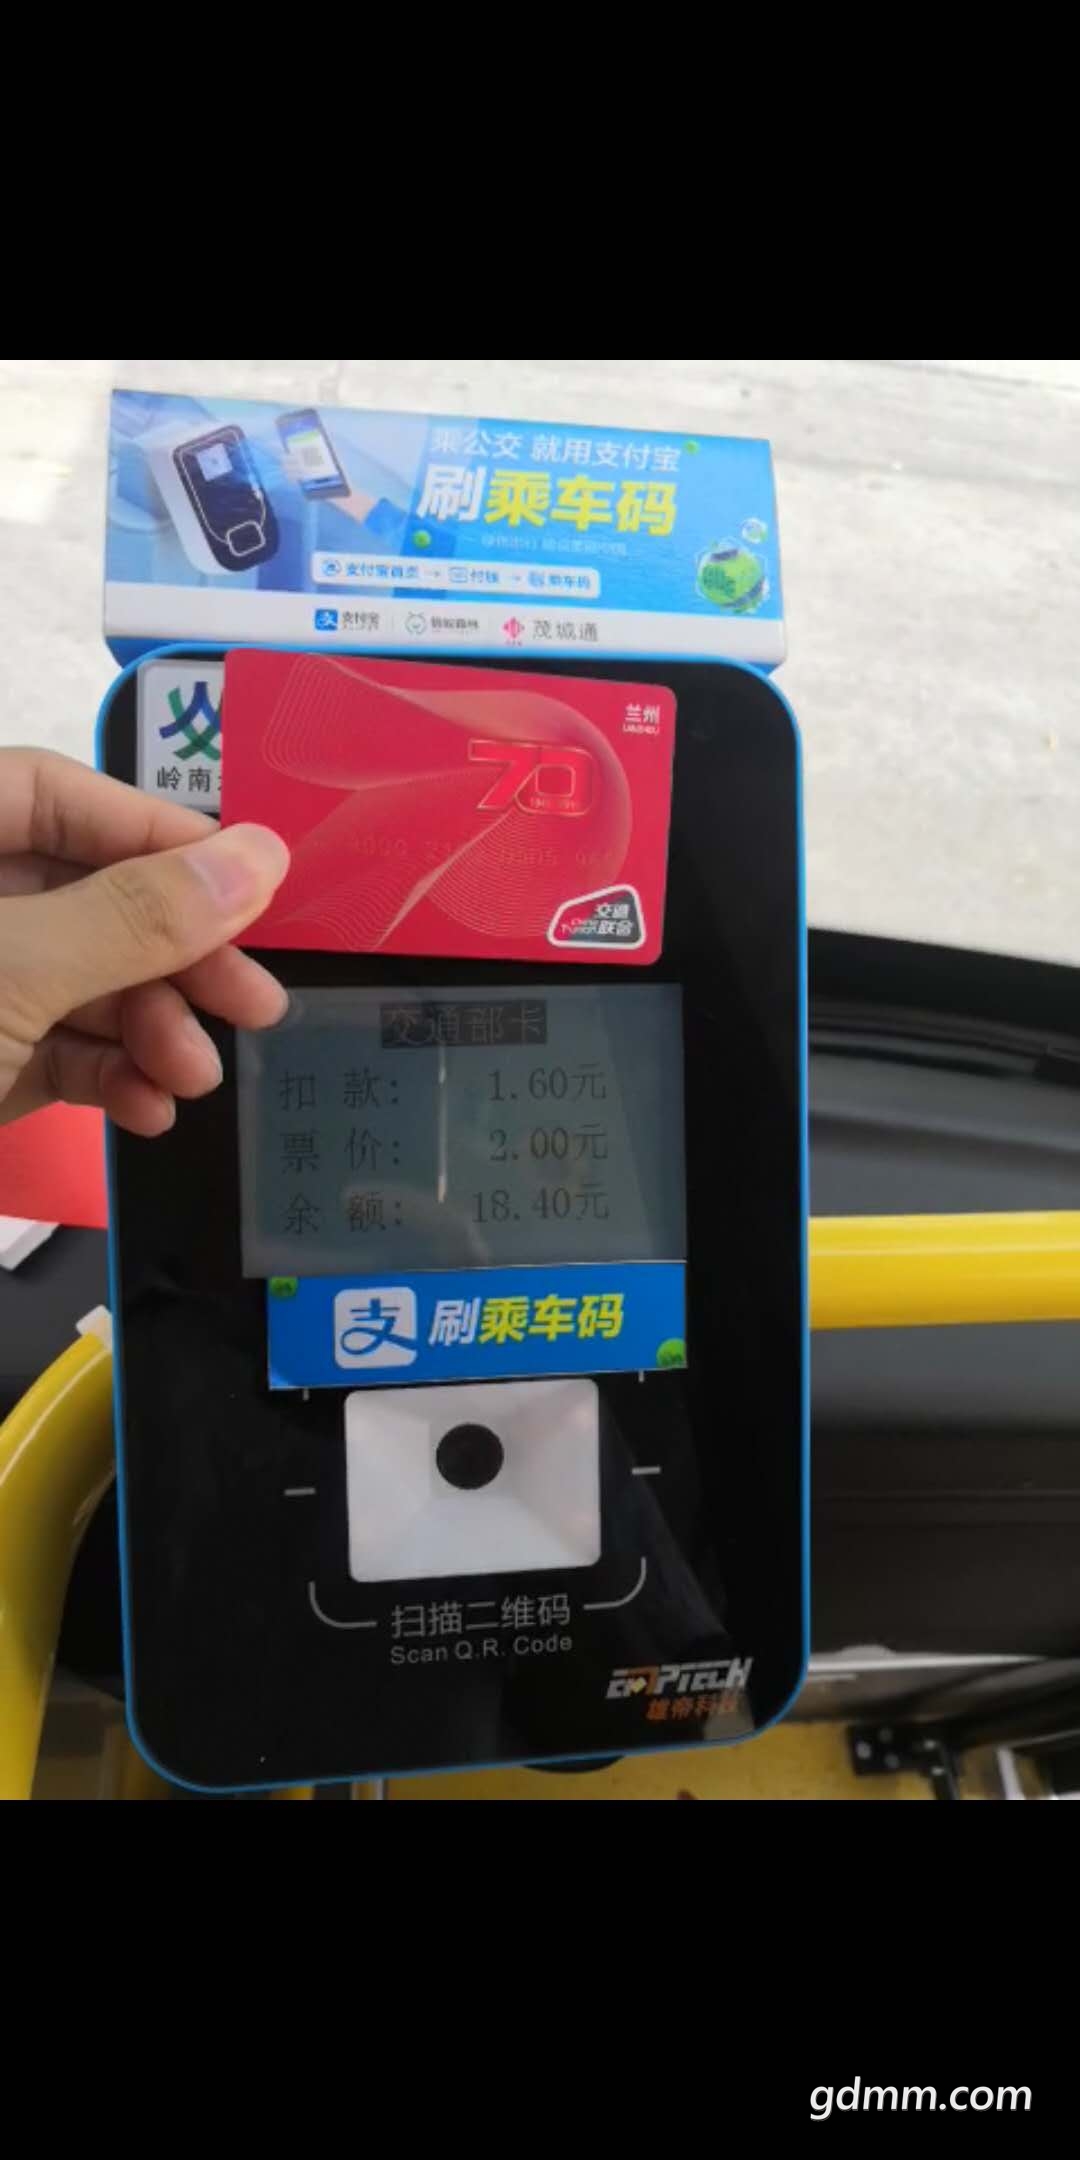 乘公交 就用支付宝
刷乘车码
支付宝首页 → 付钱 → 乘车码
支付宝
茂城通
岭南
兰州
LANZHOU
70
交通
联合
交通部卡
扣 款: 1.60元
票 价: 2.00元
余 额: 18.40元
支 刷乘车码
扫描二维码
Scan Q.R. Code
EMPTECH
雄帝科技
gdmm.com